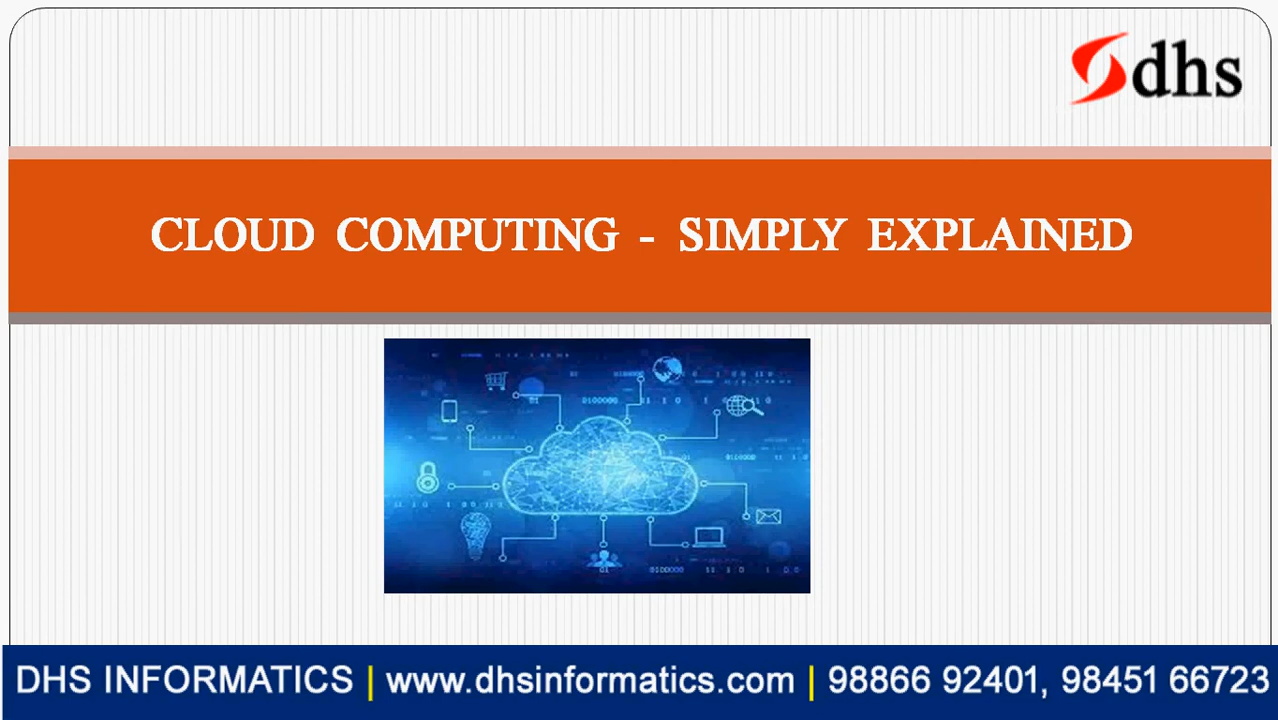 dhs
CLOUD COMPUTING - SIMPLY EXPLAINED
DHS INFORMATICS | www.dhsinformatics.com | 98866 92401, 98451 66723